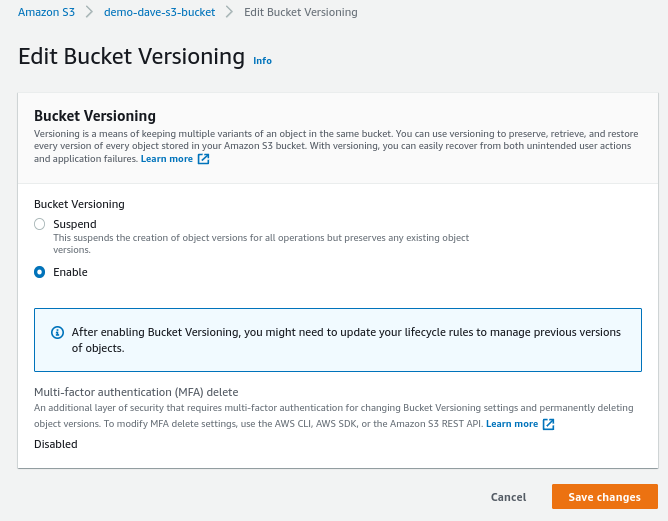 Amazon S3 > demo-dave-s3-bucket > Edit Bucket Versioning
Edit Bucket Versioning Info
Bucket Versioning
Versioning is a means of keeping multiple variants of an object in the same bucket. You can use versioning to preserve, retrieve, and restore
every version of every object stored in your Amazon S3 bucket. With versioning, you can easily recover from both unintended user actions
and application failures. Learn more
Bucket Versioning
Suspend
This suspends the creation of object versions for all operations but preserves any existing object
versions.
Enable
After enabling Bucket Versioning, you might need to update your lifecycle rules to manage previous versions
of objects.
Multi-factor authentication (MFA) delete
An additional layer of security that requires multi-factor authentication for changing Bucket Versioning settings and permanently deleting
object versions. To modify MFA delete settings, use the AWS CLI, AWS SDK, or the Amazon S3 REST API. Learn more
Disabled
Cancel Save changes